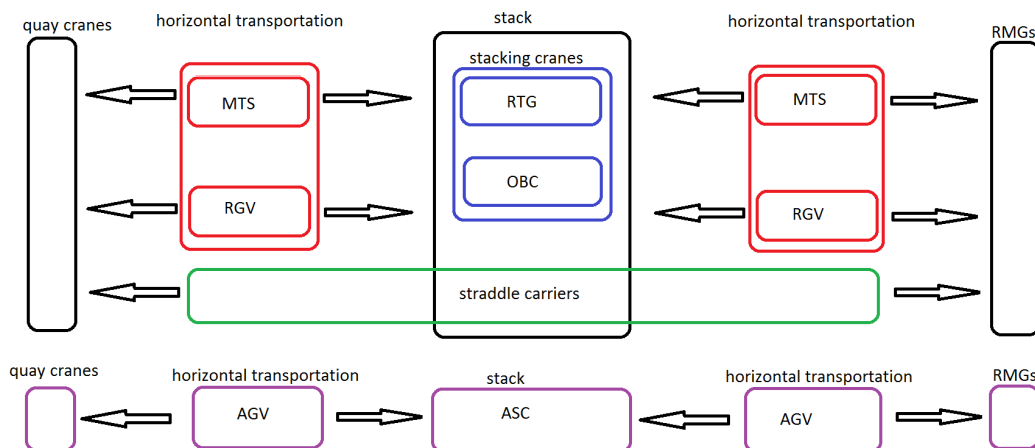 quay cranes
horizontal transportation
stack
horizontal transportation
RMGs
stacking cranes
MTS
RTG
MTS
RGV
OBC
RGV
straddle carriers
quay cranes
horizontal transportation
stack
horizontal transportation
RMGs
AGV
ASC
AGV